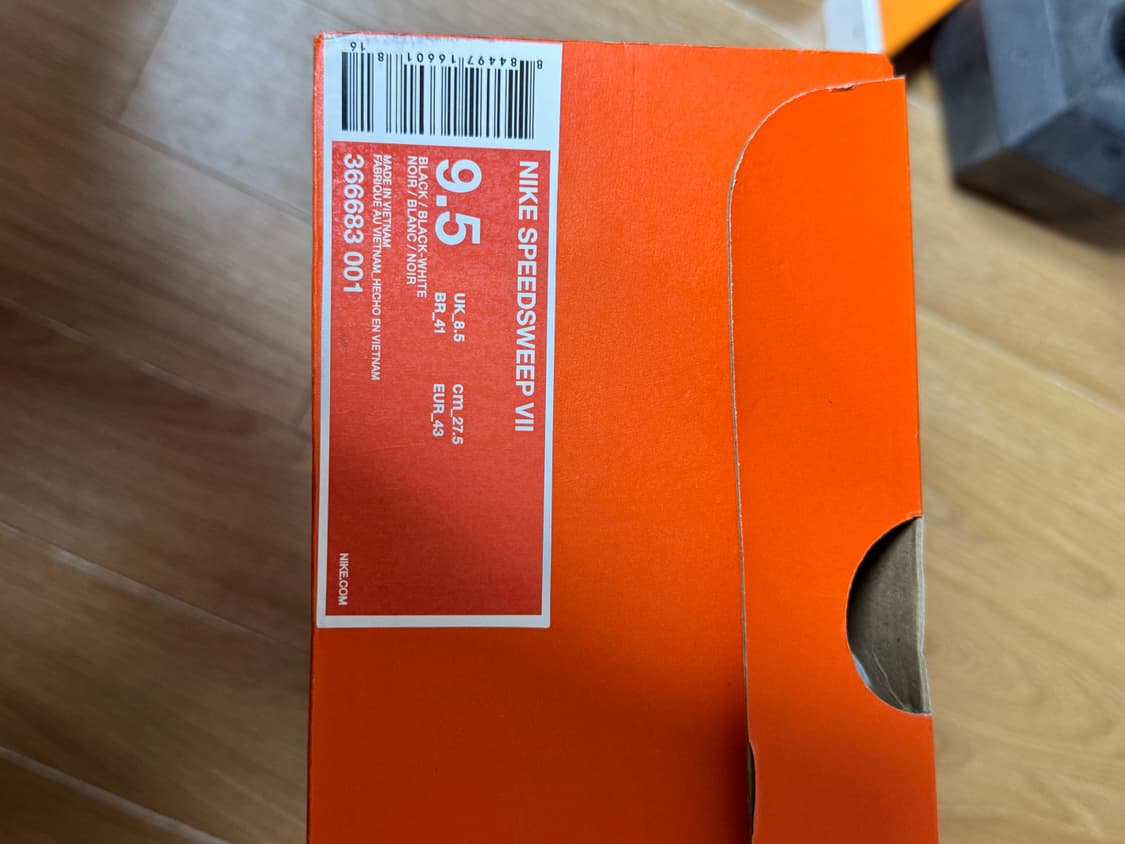 NIKE SPEEDSWEEP VII
9.5
UK_8.5 cm_27.5
BR_41 EUR_43
BLACK / BLACK-WHITE
NOIR / BLANC / NOIR
MADE IN VIETNAM
FABRIQUÉ AU VIETNAM_HECHO EN VIETNAM
366683 001
NIKE.COM
8 84497 16601 8
16